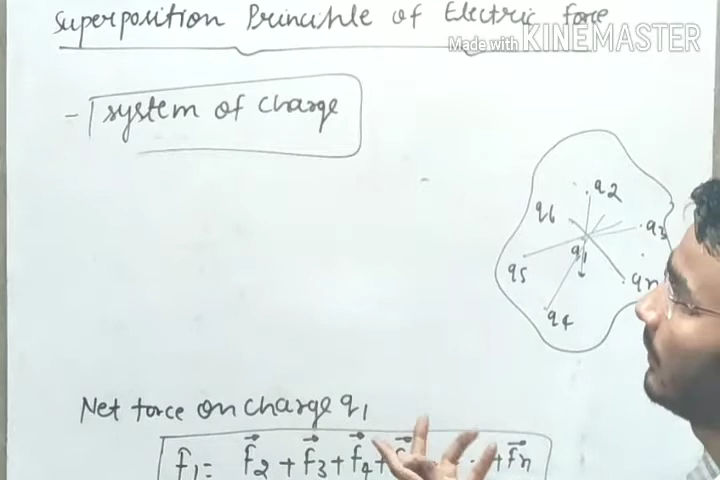 Superposition Principle of Electric force
Made with KINEMASTER
- system of charge
q2
q6
q3
q1
q5
qn
q4
Net force on charge q1
f⃗1 = f⃗2 + f⃗3 + f⃗4 + . . + f⃗n